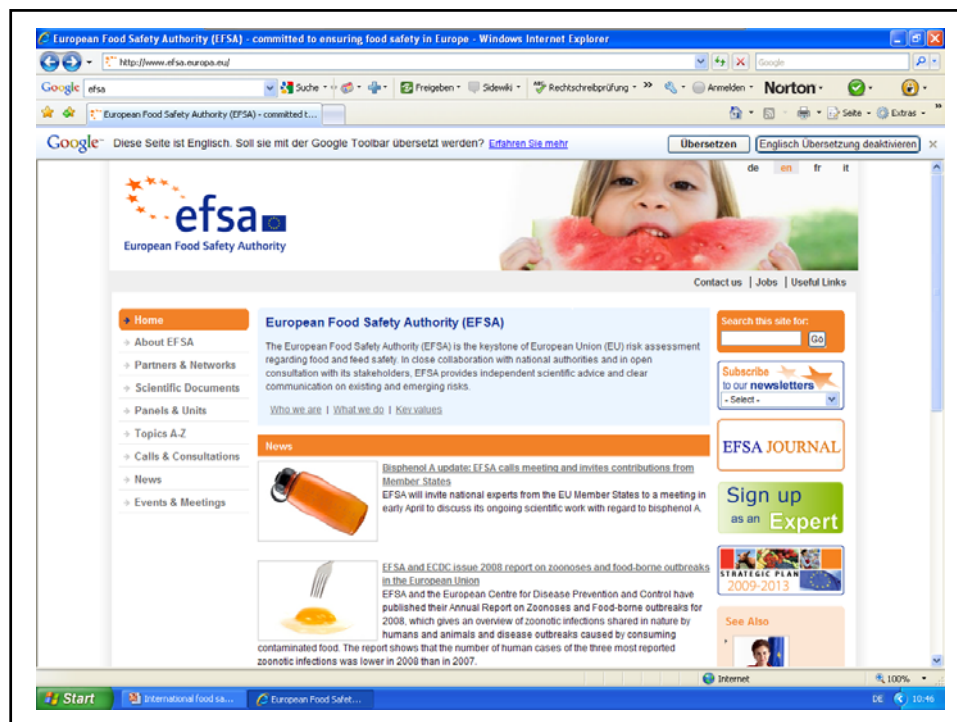 European Food Safety Authority (EFSA) - committed to ensuring food safety in Europe - Windows Internet Explorer
http://www.efsa.europa.eu/
Google
Google efsa Suche Freigeben Sidewiki Rechtschreibprüfung Anmelden Norton
European Food Safety Authority (EFSA) - committed t... Seite Extras
Google Diese Seite ist Englisch. Soll sie mit der Google Toolbar übersetzt werden? Erfahren Sie mehr Übersetzen Englisch Übersetzung deaktivieren
de en fr it
efsa
European Food Safety Authority
Contact us | Jobs | Useful Links
Home
About EFSA
Partners & Networks
Scientific Documents
Panels & Units
Topics A-Z
Calls & Consultations
News
Events & Meetings
European Food Safety Authority (EFSA)
The European Food Safety Authority (EFSA) is the keystone of European Union (EU) risk assessment
regarding food and feed safety. In close collaboration with national authorities and in open
consultation with its stakeholders, EFSA provides independent scientific advice and clear
communication on existing and emerging risks.
Who we are | What we do | Key values
News
Bisphenol A update: EFSA calls meeting and invites contributions from
Member States
EFSA will invite national experts from the EU Member States to a meeting in
early April to discuss its ongoing scientific work with regard to bisphenol A.
EFSA and ECDC issue 2008 report on zoonoses and food-borne outbreaks
in the European Union
EFSA and the European Centre for Disease Prevention and Control have
published their Annual Report on Zoonoses and Food-borne outbreaks for
2008, which gives an overview of zoonotic infections shared in nature by
humans and animals and disease outbreaks caused by consuming
contaminated food. The report shows that the number of human cases of the three most reported
zoonotic infections was lower in 2008 than in 2007.
Search this site for:
Go
Subscribe
to our newsletters
- Select -
EFSA JOURNAL
Sign up
as an Expert
STRATEGIC PLAN
2009-2013
See Also
Internet 100%
Start International food sa... European Food Safet... DE 10:46